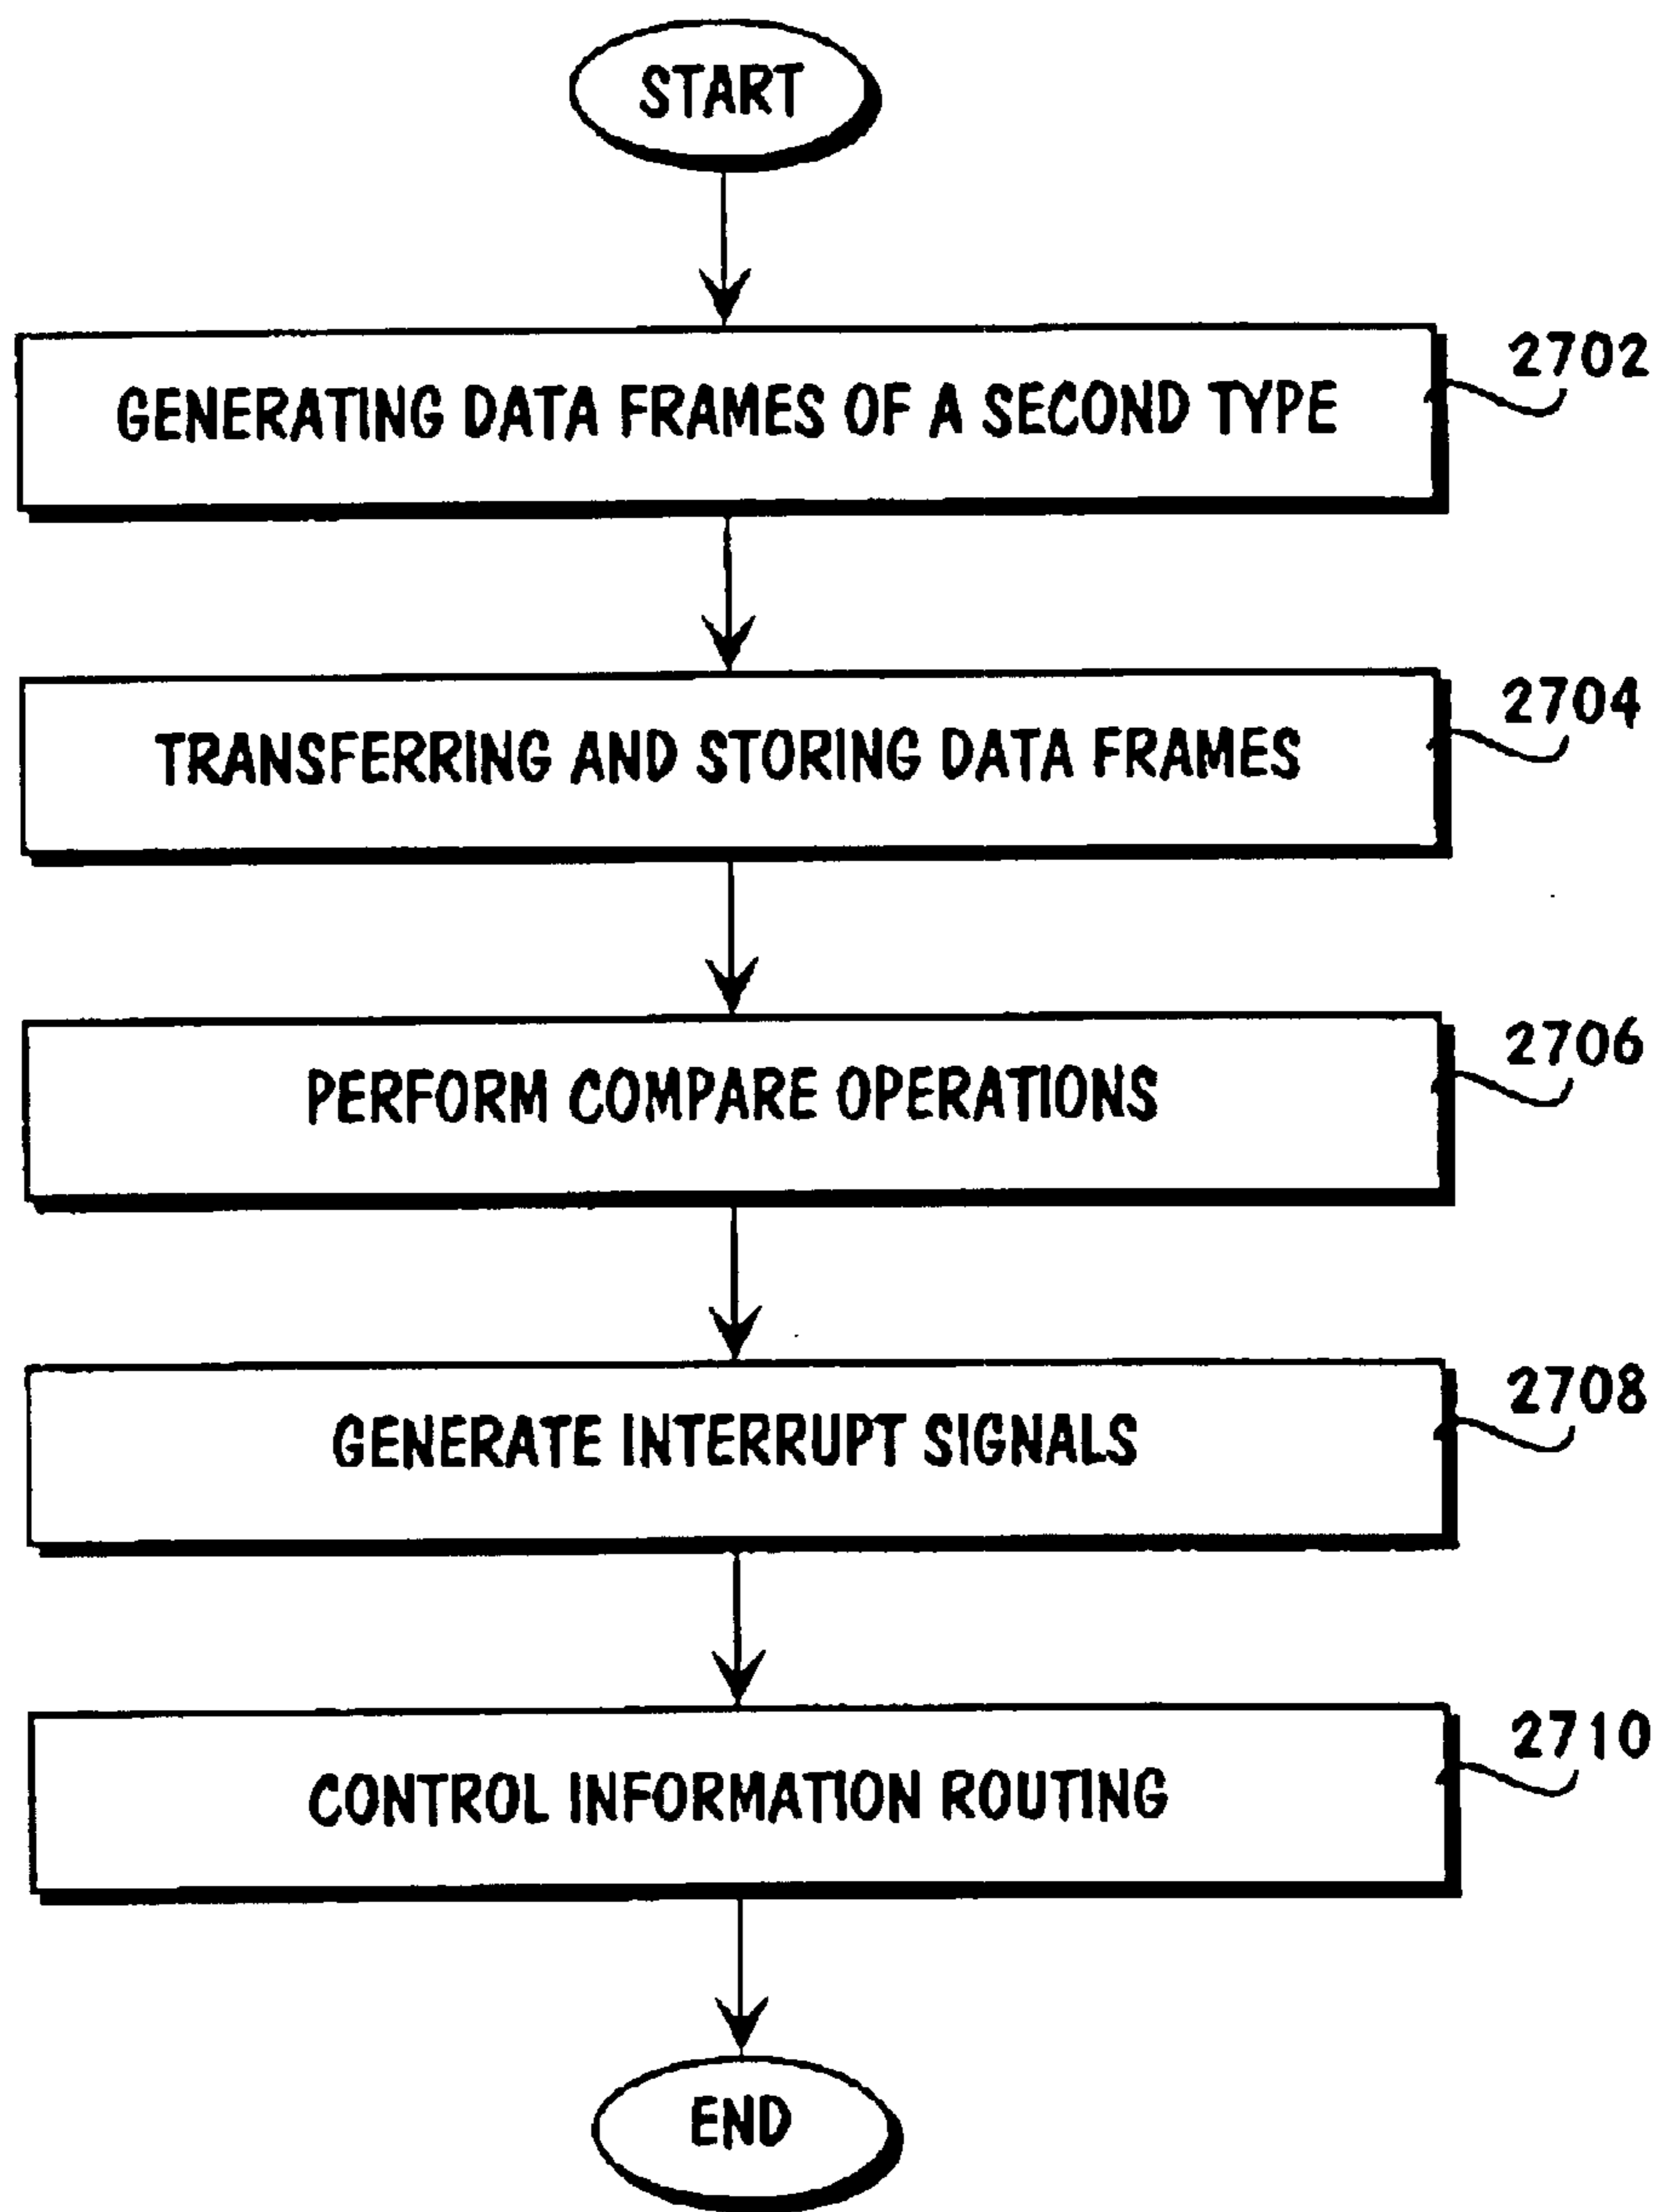 START
GENERATING DATA FRAMES OF A SECOND TYPE
2702
TRANSFERRING AND STORING DATA FRAMES
2704
PERFORM COMPARE OPERATIONS
2706
GENERATE INTERRUPT SIGNALS
2708
CONTROL INFORMATION ROUTING
2710
END